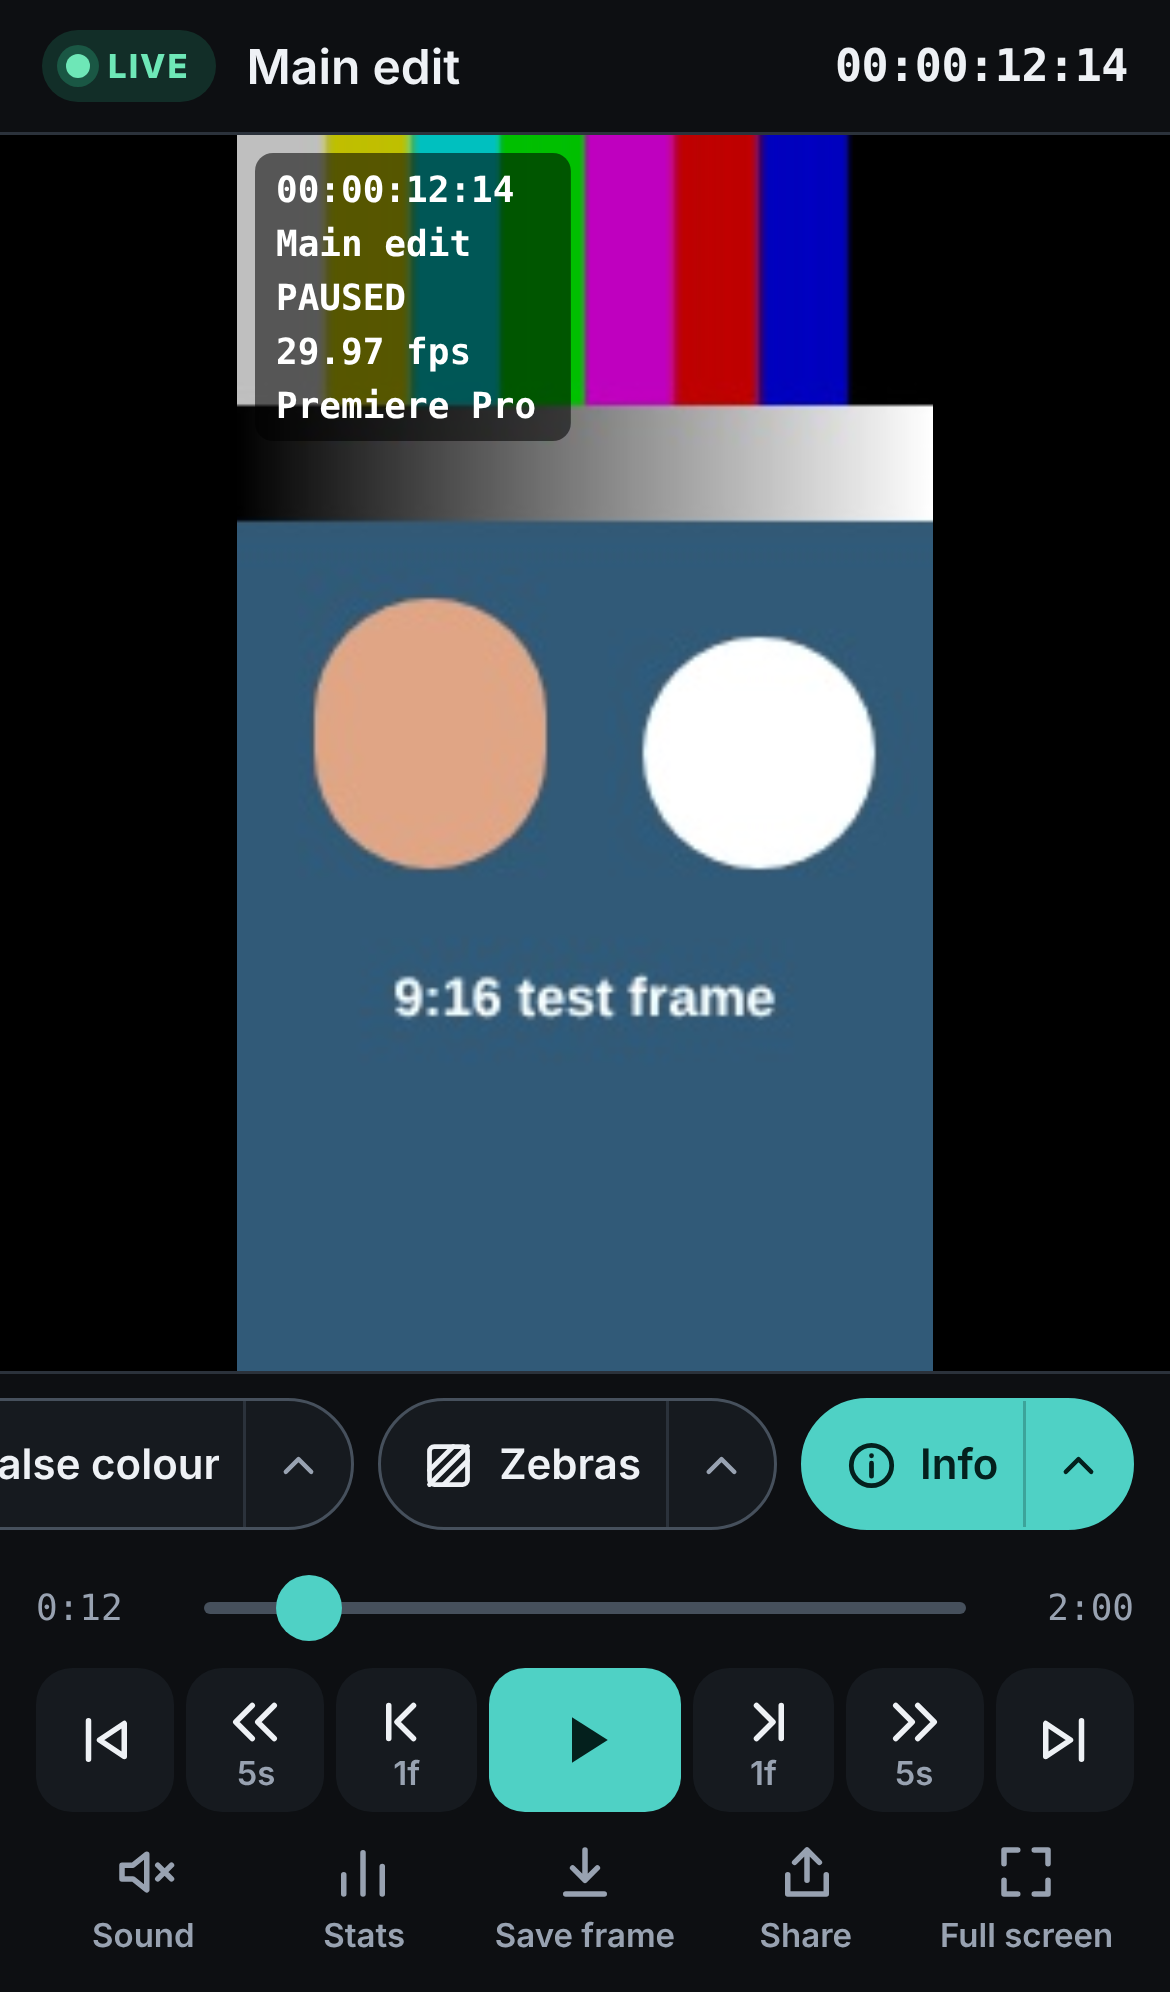 LIVE
Main edit
00:00:12:14
00:00:12:14
Main edit
PAUSED
29.97 fps
Premiere Pro
9:16 test frame
alse colour
Zebras
Info
0:12
2:00
5s
1f
1f
5s
Sound
Stats
Save frame
Share
Full screen